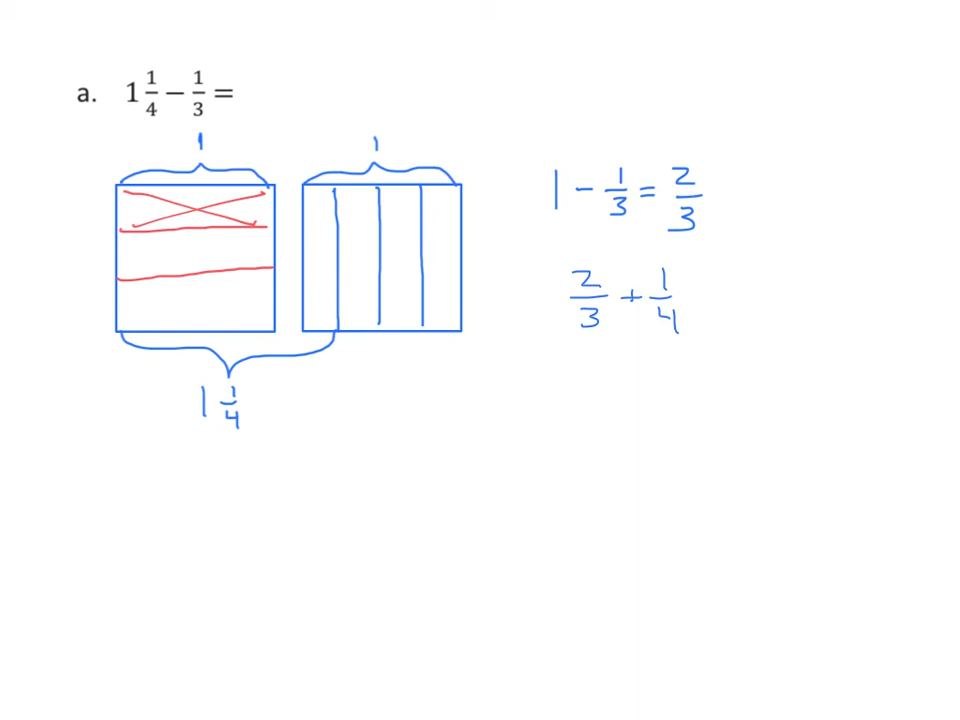 a. 1 1/4 − 1/3 =
1
1
1 − 1/3 = 2/3
2/3 + 1/4
1 1/4